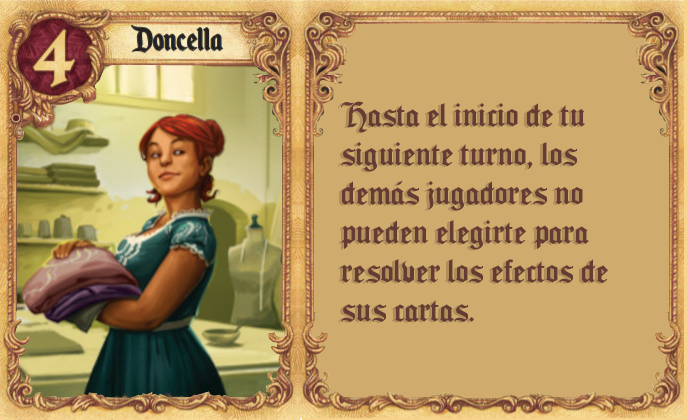 4
Doncella
Hasta el inicio de tu
siguiente turno, los
demás jugadores no
pueden elegirte para
resolver los efectos de
sus cartas.